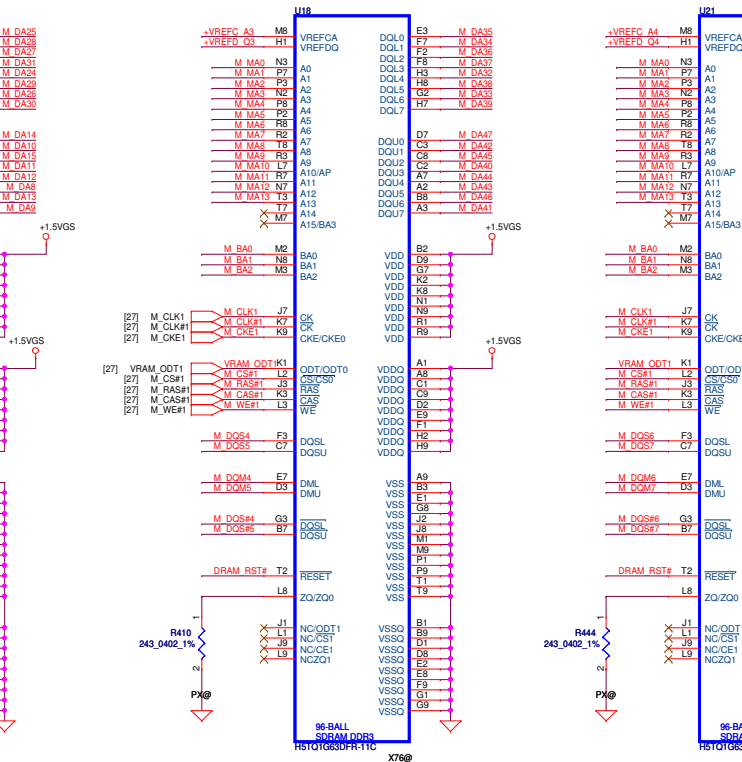 M_DA25
M_DA28
M_DA27
M_DA31
M_DA24
M_DA29
M_DA26
M_DA30
M_DA14
M_DA10
M_DA15
M_DA11
M_DA12
M_DA8
M_DA13
M_DA9
+1.5VGS
+1.5VGS
U18
+VREFC_A3 M8 VREFCA
+VREFD_Q3 H1 VREFDQ
M_MA0 N3 A0
M_MA1 P7 A1
M_MA2 P3 A2
M_MA3 N2 A3
M_MA4 P8 A4
M_MA5 P2 A5
M_MA6 R8 A6
M_MA7 R2 A7
M_MA8 T8 A8
M_MA9 R3 A9
M_MA10 L7 A10/AP
M_MA11 R7 A11
M_MA12 N7 A12
M_MA13 T3 A13
T7 A14
M7 A15/BA3
M_BA0 M2 BA0
M_BA1 N8 BA1
M_BA2 M3 BA2
[27] M_CLK1 M_CLK1 J7 CK
[27] M_CLK#1 M_CLK#1 K7 CK
[27] M_CKE1 M_CKE1 K9 CKE/CKE0
[27] VRAM_ODT1 VRAM_ODT1 K1 ODT/ODT0
[27] M_CS#1 M_CS#1 L2 CS/CS0
[27] M_RAS#1 M_RAS#1 J3 RAS
[27] M_CAS#1 M_CAS#1 K3 CAS
[27] M_WE#1 M_WE#1 L3 WE
M_DQS4 F3 DQSL
M_DQS5 C7 DQSU
M_DQM4 E7 DML
M_DQM5 D3 DMU
M_DQS#4 G3 DQSL
M_DQS#5 B7 DQSU
DRAM_RST# T2 RESET
L8 ZQ/ZQ0
J1 NC/ODT1
L1 NC/CS1
J9 NC/CE1
L9 NCZQ1
1
R410
243_0402_1%
2
PX@
DQL0 E3 M_DA35
DQL1 F7 M_DA34
DQL2 F2 M_DA36
DQL3 F8 M_DA37
DQL4 H3 M_DA32
DQL5 H8 M_DA38
DQL6 G2 M_DA33
DQL7 H7 M_DA39
DQU0 D7 M_DA47
DQU1 C3 M_DA42
DQU2 C8 M_DA45
DQU3 C2 M_DA40
DQU4 A7 M_DA44
DQU5 A2 M_DA43
DQU6 B8 M_DA46
DQU7 A3 M_DA41
+1.5VGS
VDD B2
VDD D9
VDD G7
VDD K2
VDD K8
VDD N1
VDD N9
VDD R1
VDD R9
+1.5VGS
VDDQ A1
VDDQ A8
VDDQ C1
VDDQ C9
VDDQ D2
VDDQ E9
VDDQ F1
VDDQ H2
VDDQ H9
VSS A9
VSS B3
VSS E1
VSS G8
VSS J2
VSS J8
VSS M1
VSS M9
VSS P1
VSS P9
VSS T1
VSS T9
VSSQ B1
VSSQ B9
VSSQ D1
VSSQ D8
VSSQ E2
VSSQ E8
VSSQ F9
VSSQ G1
VSSQ G9
96-BALL
SDRAM DDR3
H5TQ1G63DFR-11C
X76@
U21
+VREFC_A4 M8 VREFCA
+VREFD_Q4 H1 VREFDQ
M_MA0 N3 A0
M_MA1 P7 A1
M_MA2 P3 A2
M_MA3 N2 A3
M_MA4 P8 A4
M_MA5 P2 A5
M_MA6 R8 A6
M_MA7 R2 A7
M_MA8 T8 A8
M_MA9 R3 A9
M_MA10 L7 A10/AP
M_MA11 R7 A11
M_MA12 N7 A12
M_MA13 T3 A13
T7 A14
M7 A15/BA3
M_BA0 M2 BA0
M_BA1 N8 BA1
M_BA2 M3 BA2
M_CLK1 J7 CK
M_CLK#1 K7 CK
M_CKE1 K9 CKE/CKE
VRAM_ODT1 K1 ODT/OD
M_CS#1 L2 CS/CS0
M_RAS#1 J3 RAS
M_CAS#1 K3 CAS
M_WE#1 L3 WE
M_DQS6 F3 DQSL
M_DQS7 C7 DQSU
M_DQM6 E7 DML
M_DQM7 D3 DMU
M_DQS#6 G3 DQSL
M_DQS#7 B7 DQSU
DRAM_RST# T2 RESET
L8 ZQ/ZQ0
J1 NC/ODT
L1 NC/CS1
J9 NC/CE1
L9 NCZQ1
1
R444
243_0402_1%
2
PX@
96-BA
SDRA
H5TQ1G63